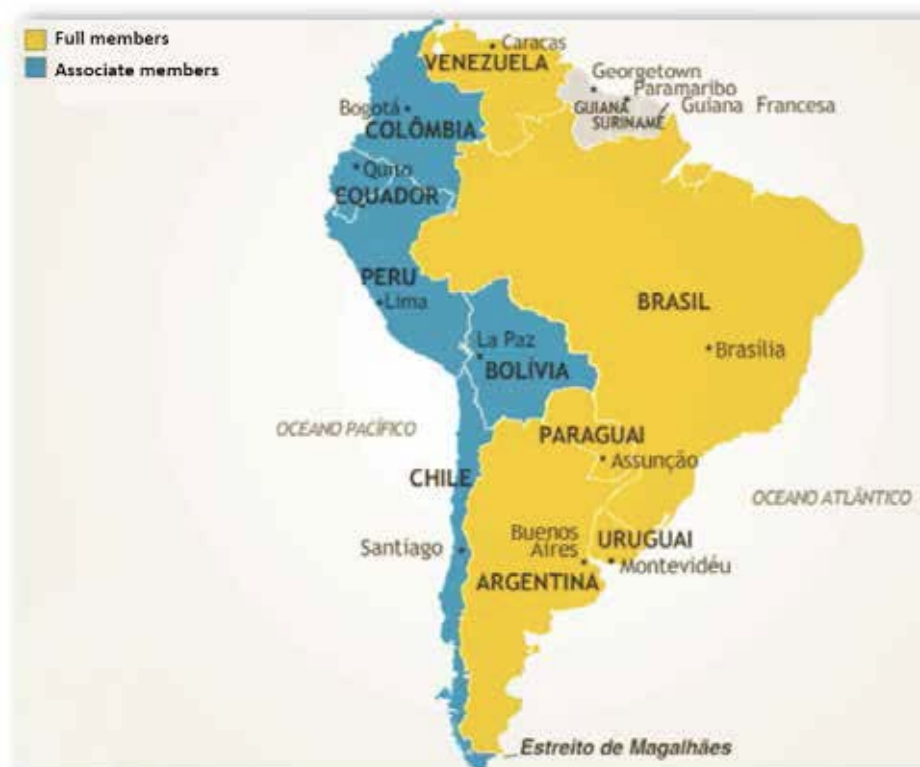 Full members
Associate members
Caracas
VENEZUELA
Georgetown
Paramaribo
GUIANA
Guiana Francesa
SURINAME
Bogotá
COLÔMBIA
Quito
EQUADOR
PERU
Lima
BRASIL
La Paz
Brasília
BOLÍVIA
OCEANO PACÍFICO
PARAGUAI
Assunção
CHILE
OCEANO ATLÂNTICO
Buenos
Aires
URUGUAI
Santiago
Montevidéu
ARGENTINA
Estreito de Magalhães